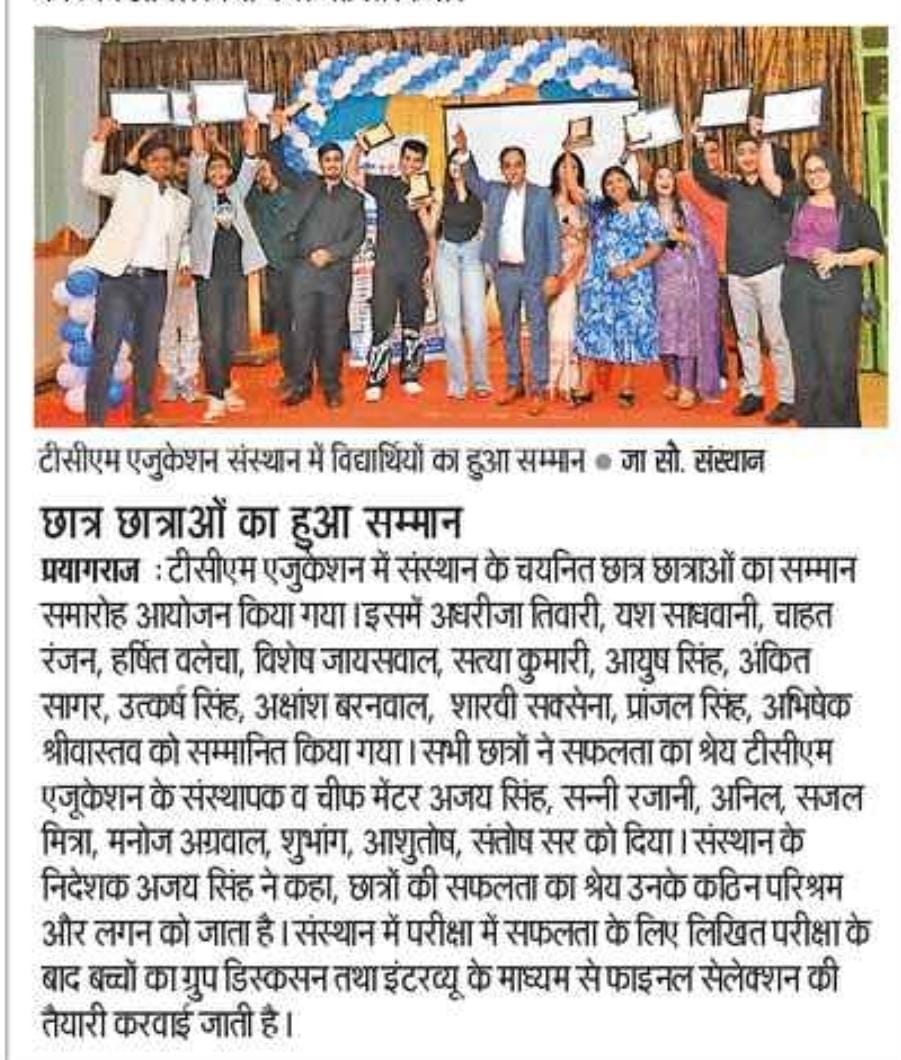 टीसीएम एजुकेशन संस्थान में विद्यार्थियों का हुआ सम्मान ● जा सो. संस्थान
छात्र छात्राओं का हुआ सम्मान
प्रयागराज : टीसीएम एजुकेशन में संस्थान के चयनित छात्र छात्राओं का सम्मान
समारोह आयोजन किया गया। इसमें अधरीजा तिवारी, यश साधवानी, चाहत
रंजन, हर्षित वलेचा, विशेष जायसवाल, सत्या कुमारी, आयुष सिंह, अंकित
सागर, उत्कर्ष सिंह, अक्षांश बरनवाल, शारवी सक्सेना, प्रांजल सिंह, अभिषेक
श्रीवास्तव को सम्मानित किया गया। सभी छात्रों ने सफलता का श्रेय टीसीएम
एजूकेशन के संस्थापक व चीफ मेंटर अजय सिंह, सन्नी रजानी, अनिल, सजल
मित्रा, मनोज अग्रवाल, शुभांग, आशुतोष, संतोष सर को दिया। संस्थान के
निदेशक अजय सिंह ने कहा, छात्रों की सफलता का श्रेय उनके कठिन परिश्रम
और लगन को जाता है। संस्थान में परीक्षा में सफलता के लिए लिखित परीक्षा के
बाद बच्चों का ग्रुप डिस्कसन तथा इंटरव्यू के माध्यम से फाइनल सेलेक्शन की
तैयारी करवाई जाती है।